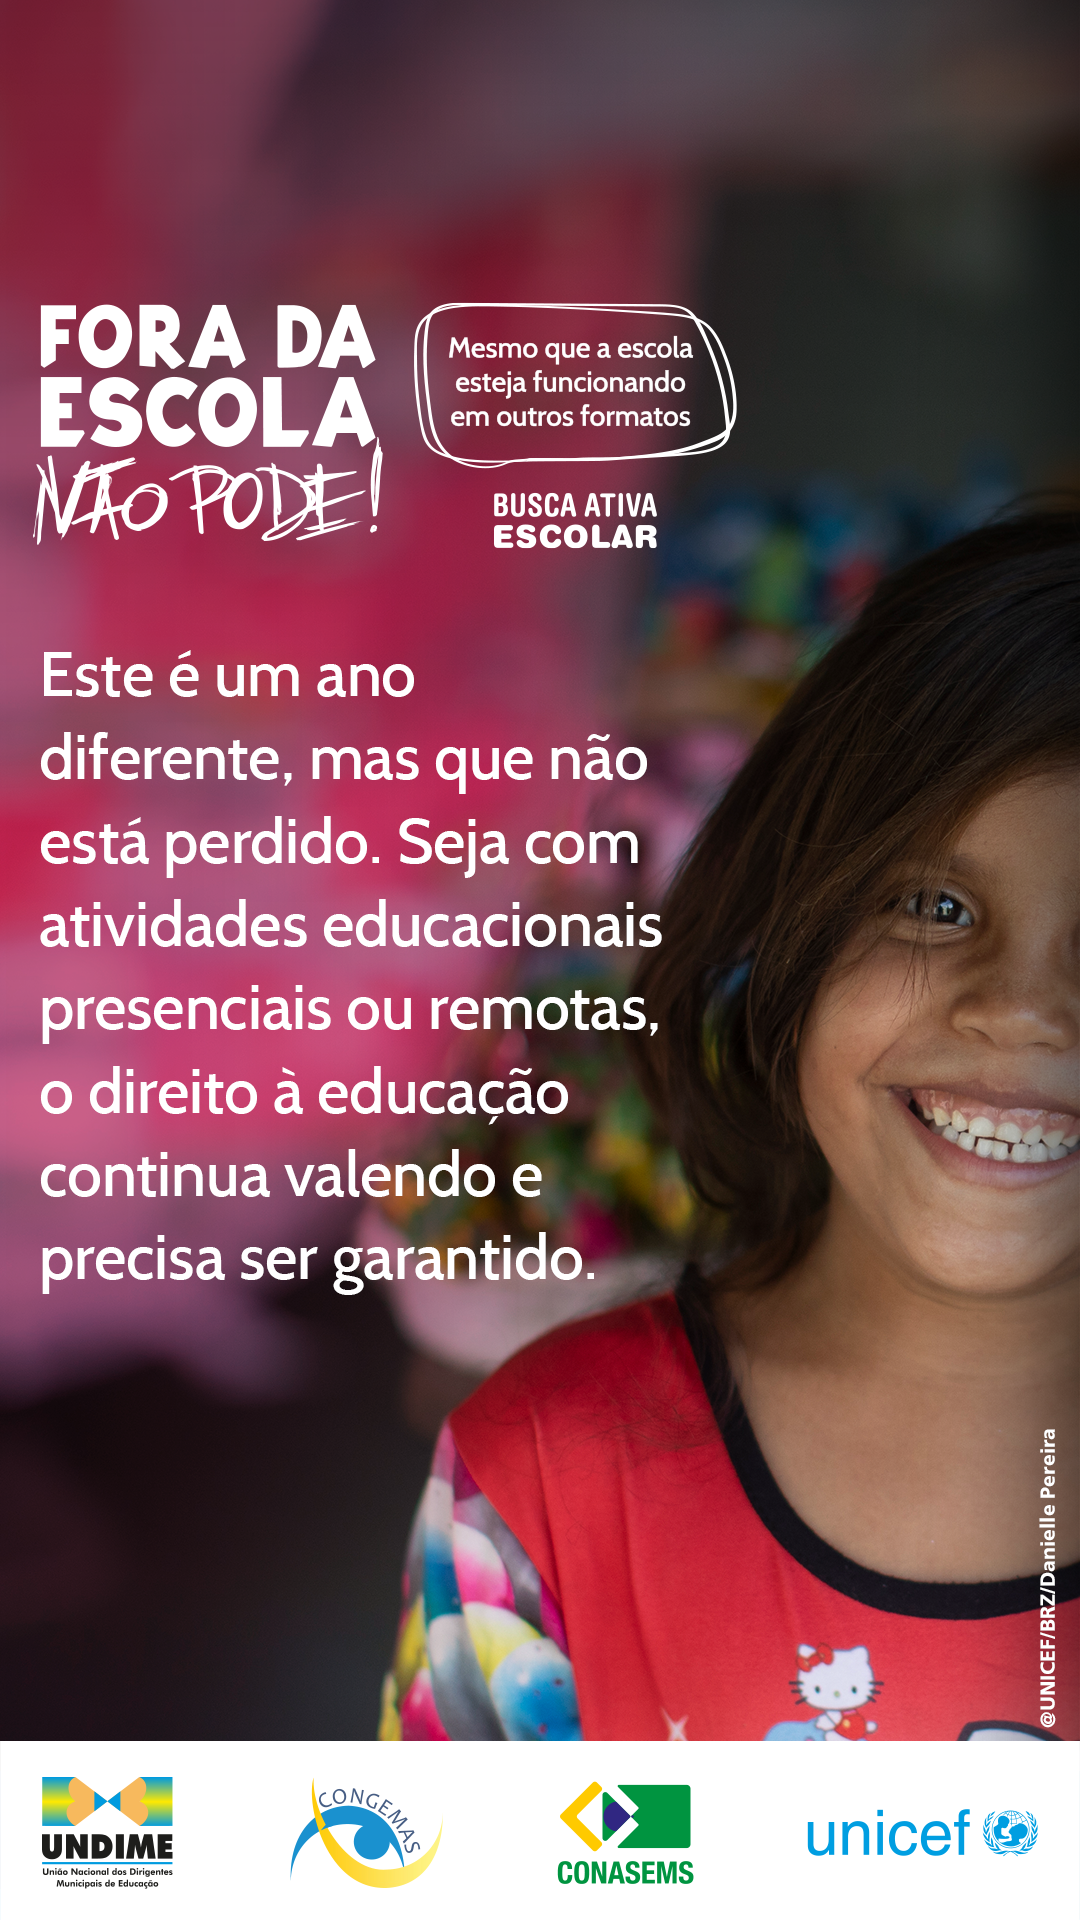 FORA DA
ESCOLA
NÃO PODE!
Mesmo que a escola
esteja funcionando
em outros formatos
BUSCA ATIVA
ESCOLAR
Este é um ano
diferente, mas que não
está perdido. Seja com
atividades educacionais
presenciais ou remotas,
o direito à educação
continua valendo e
precisa ser garantido.
@UNICEF/BRZ/Danielle Pereira
UNDIME
União Nacional dos Dirigentes
Municipais de Educação
CONGEMAS
CONASEMS
unicef